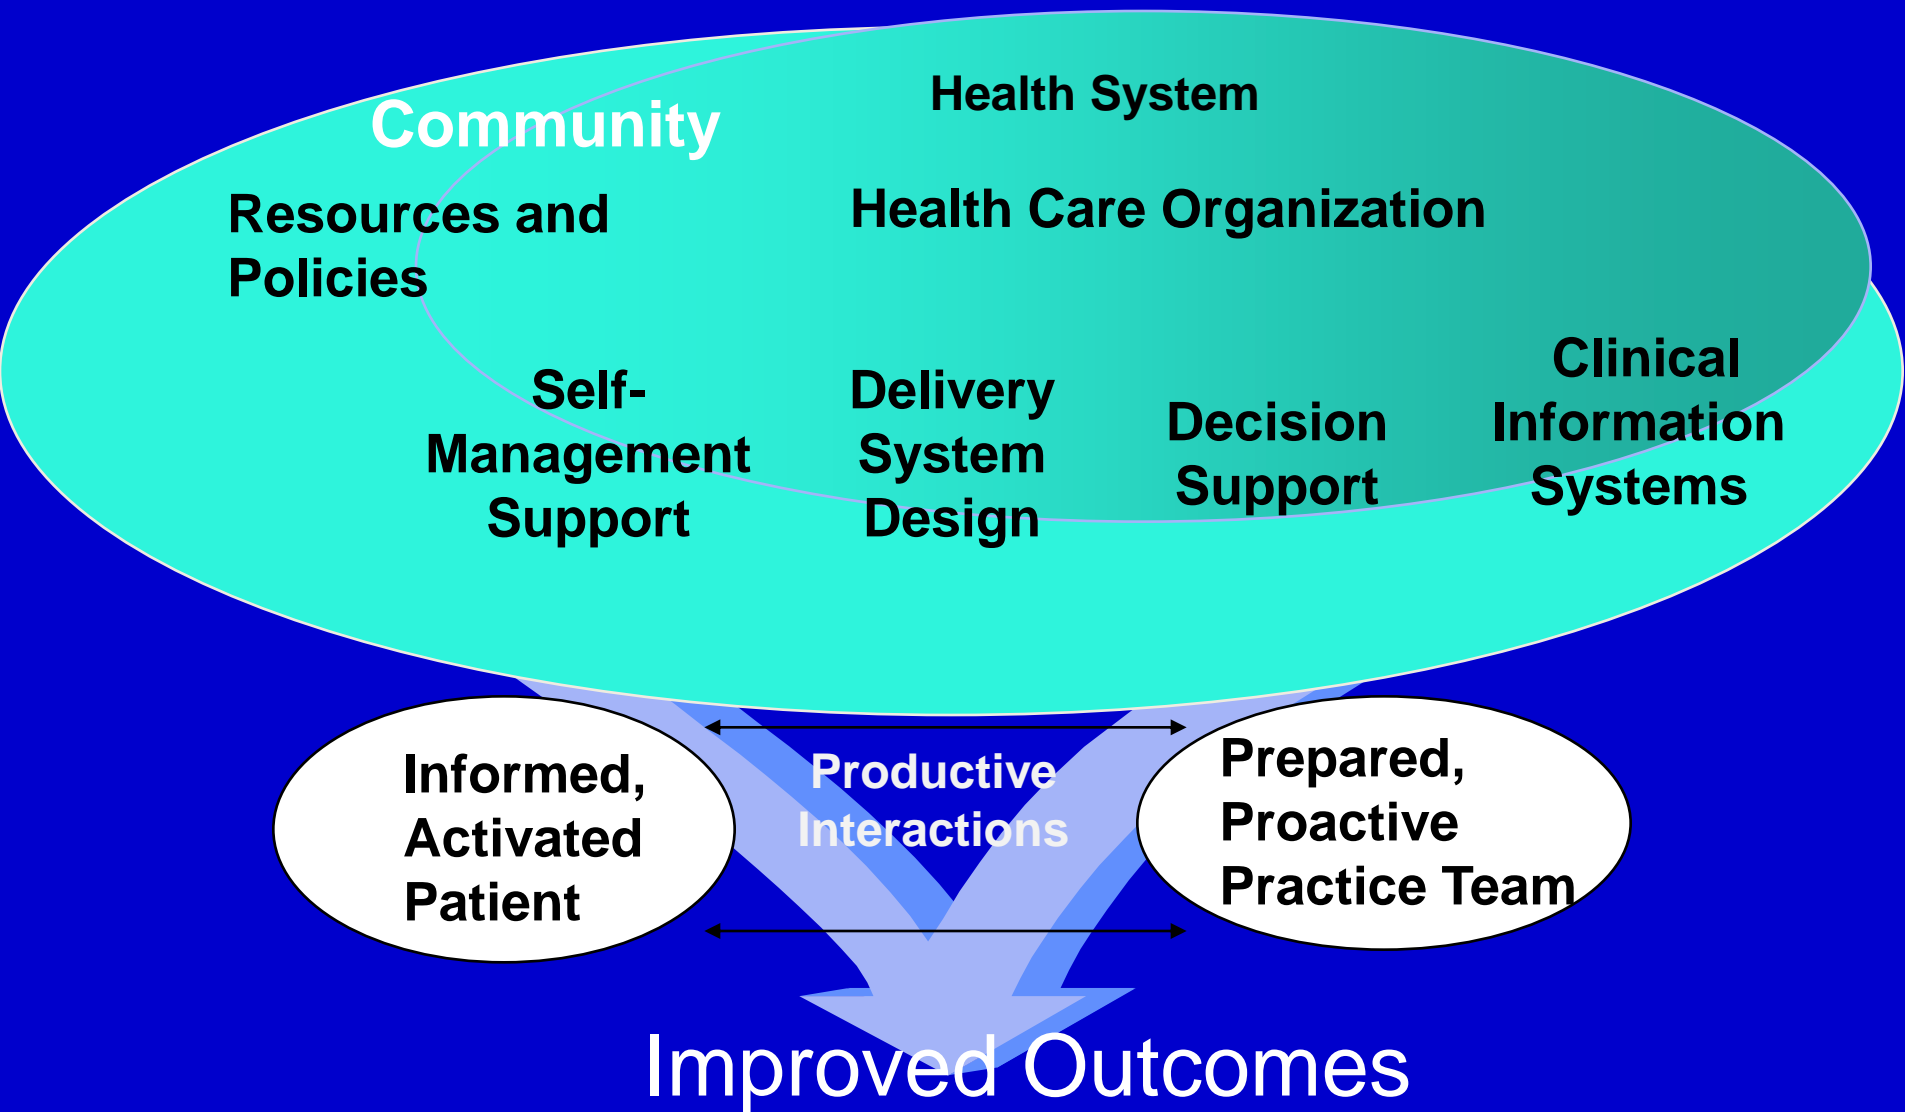 Health System
Community
Resources and
Policies
Health Care Organization
Self-
Management
Support
Delivery
System
Design
Decision
Support
Clinical
Information
Systems
Informed,
Activated
Patient
Productive
Interactions
Prepared,
Proactive
Practice Team
Improved Outcomes